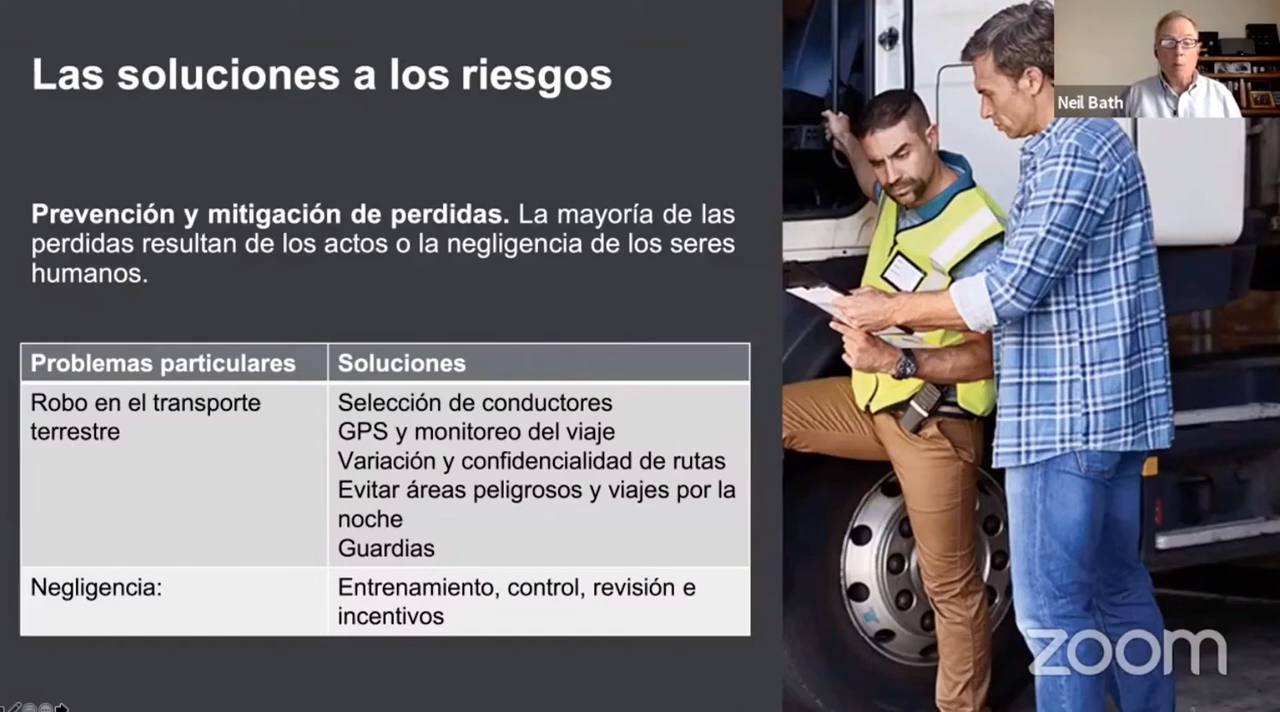 Las soluciones a los riesgos
Neil Bath
Prevención y mitigación de perdidas. La mayoría de las
perdidas resultan de los actos o la negligencia de los seres
humanos.
Problemas particulares
Soluciones
Robo en el transporte
terrestre
Selección de conductores
GPS y monitoreo del viaje
Variación y confidencialidad de rutas
Evitar áreas peligrosos y viajes por la
noche
Guardias
Negligencia:
Entrenamiento, control, revisión e
incentivos
zoom